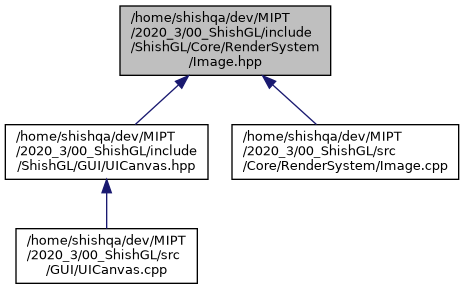 /home/shishqa/dev/MIPT
/2020_3/00_ShishGL/include
/ShishGL/Core/RenderSystem
/Image.hpp
/home/shishqa/dev/MIPT
/2020_3/00_ShishGL/include
/ShishGL/GUI/UICanvas.hpp
/home/shishqa/dev/MIPT
/2020_3/00_ShishGL/src
/Core/RenderSystem/Image.cpp
/home/shishqa/dev/MIPT
/2020_3/00_ShishGL/src
/GUI/UICanvas.cpp